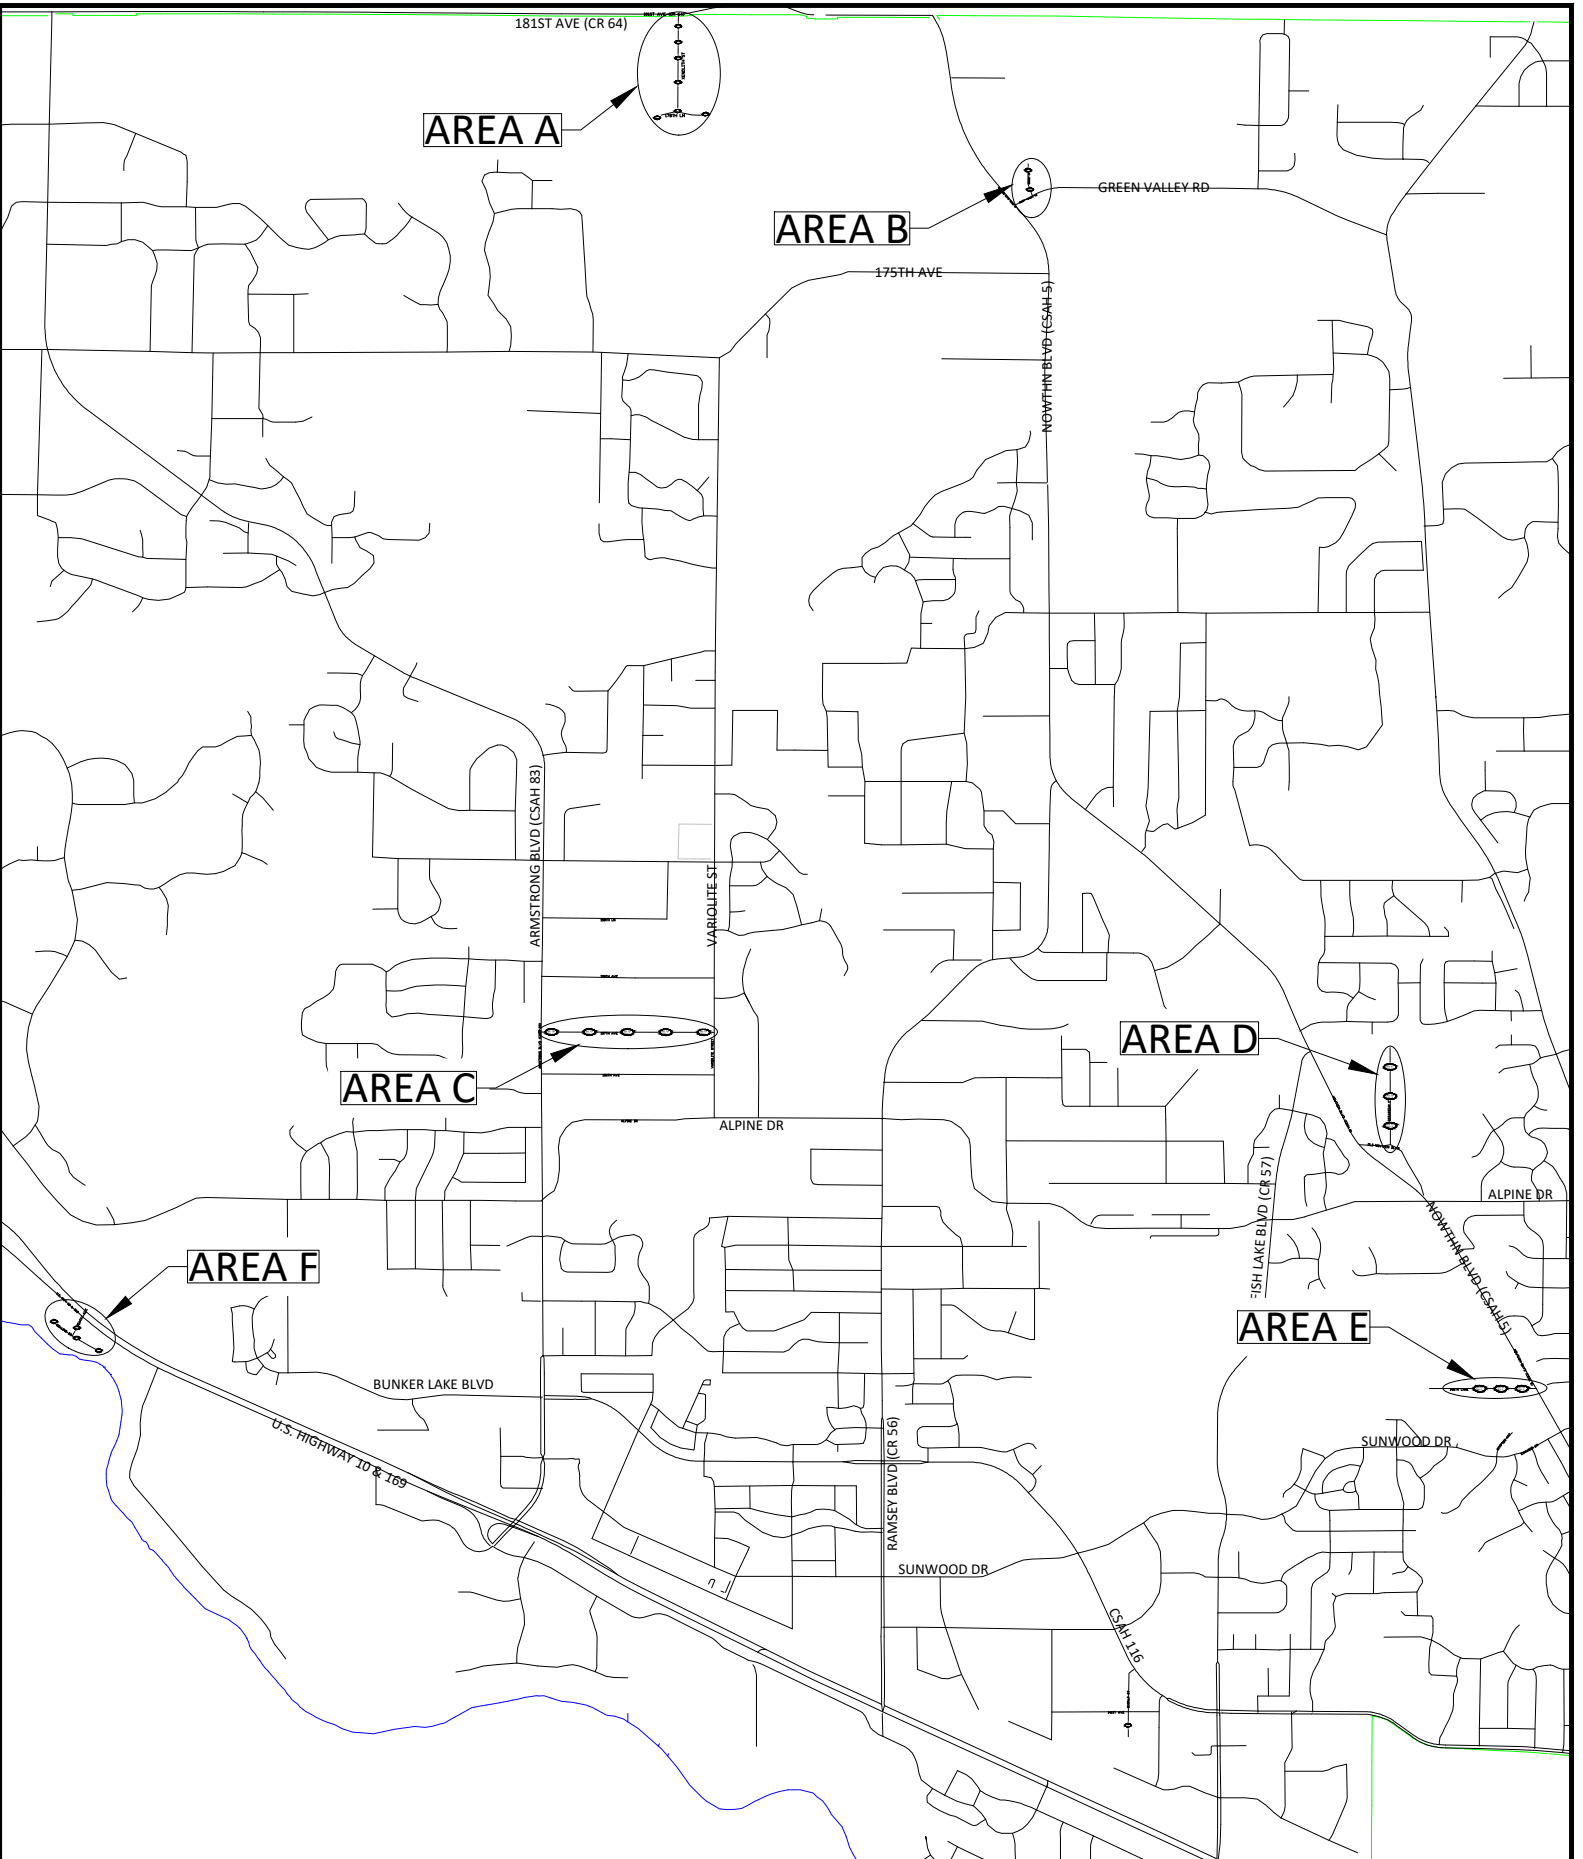 181ST AVE (CR 64)
AREA A
AREA B
GREEN VALLEY RD
175TH AVE
NOWTHN BLVD (CSAH 5)
ARMSTRONG BLVD (CSAH 83)
VARIOLITE ST
AREA C
AREA D
ALPINE DR
FISH LAKE BLVD (CR 57)
ALPINE DR
NOWTHN BLVD (CSAH 5)
AREA F
AREA E
BUNKER LAKE BLVD
U.S. HIGHWAY 10 & 169
RAMSEY BLVD (CR 56)
SUNWOOD DR
SUNWOOD DR
CSAH 116